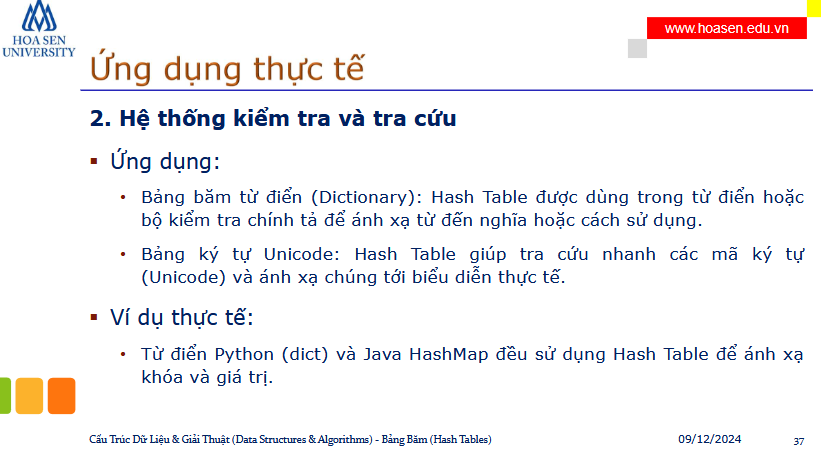 HOA SEN
UNIVERSITY
www.hoasen.edu.vn
Ứng dụng thực tế
2. Hệ thống kiểm tra và tra cứu
▪ Ứng dụng:
• Bảng băm từ điển (Dictionary): Hash Table được dùng trong từ điển hoặc
bộ kiểm tra chính tả để ánh xạ từ đến nghĩa hoặc cách sử dụng.
• Bảng ký tự Unicode: Hash Table giúp tra cứu nhanh các mã ký tự
(Unicode) và ánh xạ chúng tới biểu diễn thực tế.
▪ Ví dụ thực tế:
• Từ điển Python (dict) và Java HashMap đều sử dụng Hash Table để ánh xạ
khóa và giá trị.
Cấu Trúc Dữ Liệu & Giải Thuật (Data Structures & Algorithms) - Bảng Băm (Hash Tables)
09/12/2024
37